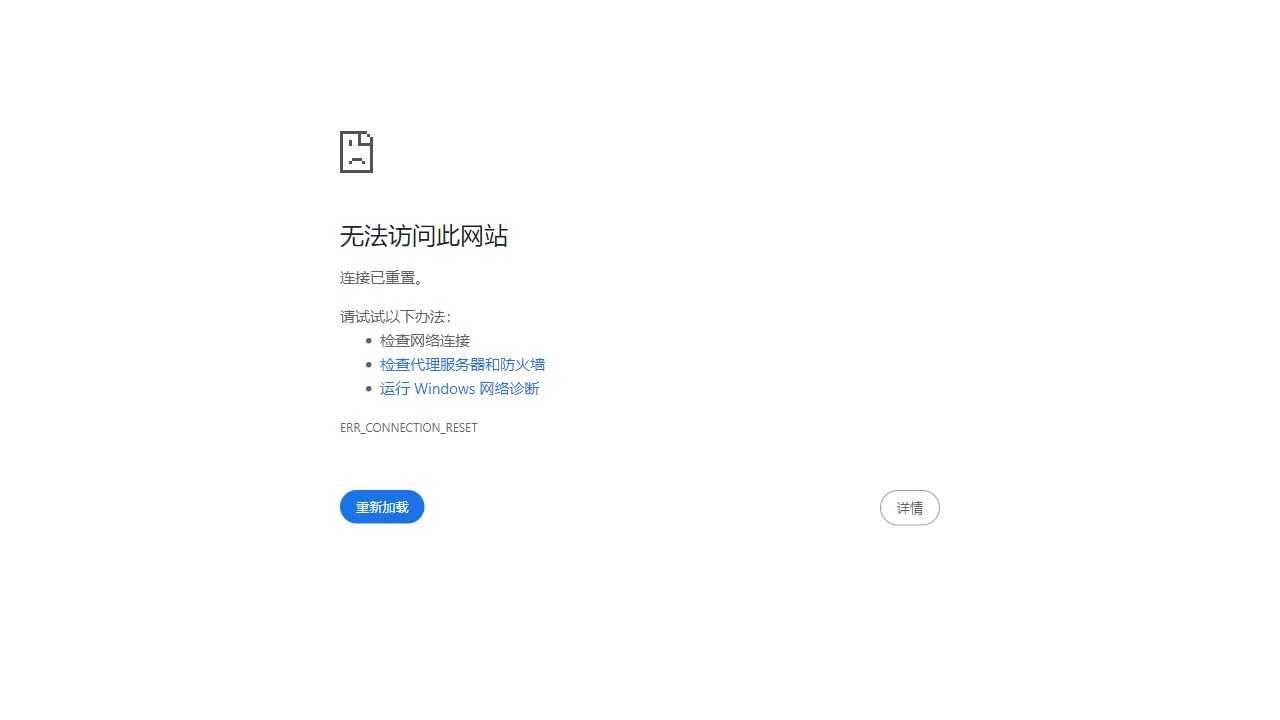 无法访问此网站
连接已重置。
请试试以下办法：
检查网络连接
检查代理服务器和防火墙
运行 Windows 网络诊断
ERR_CONNECTION_RESET
重新加载
详情